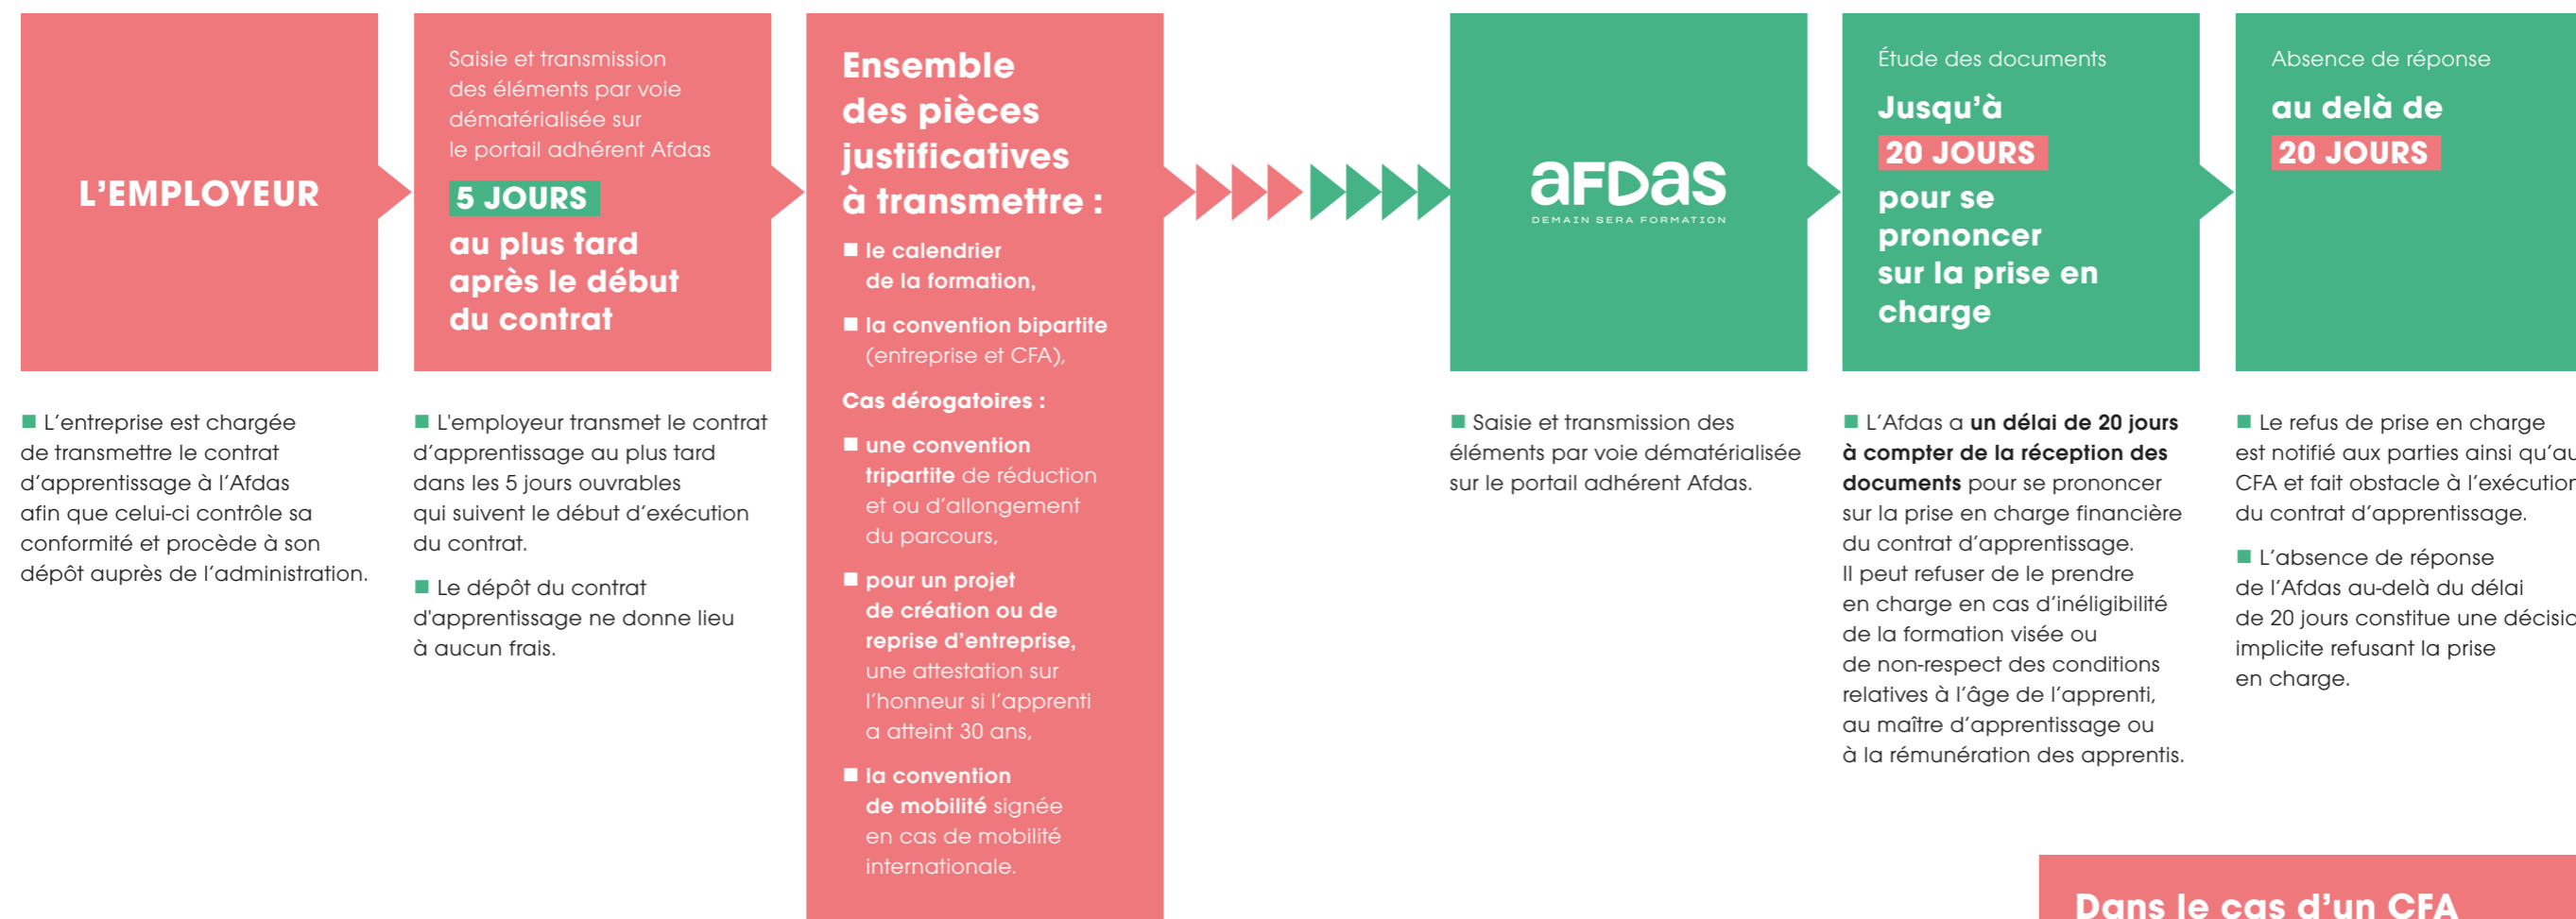 L'EMPLOYEUR
Saisie et transmission
des éléments par voie
dématérialisée sur
le portail adhérent Afdas
5 JOURS
au plus tard
après le début
du contrat
Ensemble
des pièces
justificatives
à transmettre :
■ le calendrier
de la formation,
■ la convention bipartite
(entreprise et CFA),
Cas dérogatoires :
■ une convention
tripartite de réduction
et ou d'allongement
du parcours,
■ pour un projet
de création ou de
reprise d'entreprise,
une attestation sur
l'honneur si l'apprenti
a atteint 30 ans,
■ la convention
de mobilité signée
en cas de mobilité
internationale.
aFDas
DEMAIN SERA FORMATION
Étude des documents
Jusqu'à
20 JOURS
pour se
prononcer
sur la prise en
charge
Absence de réponse
au delà de
20 JOURS
■ L'entreprise est chargée
de transmettre le contrat
d'apprentissage à l'Afdas
afin que celui-ci contrôle sa
conformité et procède à son
dépôt auprès de l'administration.
■ L'employeur transmet le contrat
d'apprentissage au plus tard
dans les 5 jours ouvrables
qui suivent le début d'exécution
du contrat.
■ Le dépôt du contrat
d'apprentissage ne donne lieu
à aucun frais.
■ Saisie et transmission des
éléments par voie dématérialisée
sur le portail adhérent Afdas.
■ L'Afdas a un délai de 20 jours
à compter de la réception des
documents pour se prononcer
sur la prise en charge financière
du contrat d'apprentissage.
Il peut refuser de le prendre
en charge en cas d'inéligibilité
de la formation visée ou
de non-respect des conditions
relatives à l'âge de l'apprenti,
au maître d'apprentissage ou
à la rémunération des apprentis.
■ Le refus de prise en charge
est notifié aux parties ainsi qu'au
CFA et fait obstacle à l'exécution
du contrat d'apprentissage.
■ L'absence de réponse
de l'Afdas au-delà du délai
de 20 jours constitue une décisio
implicite refusant la prise
en charge.
Dans le cas d'un CFA